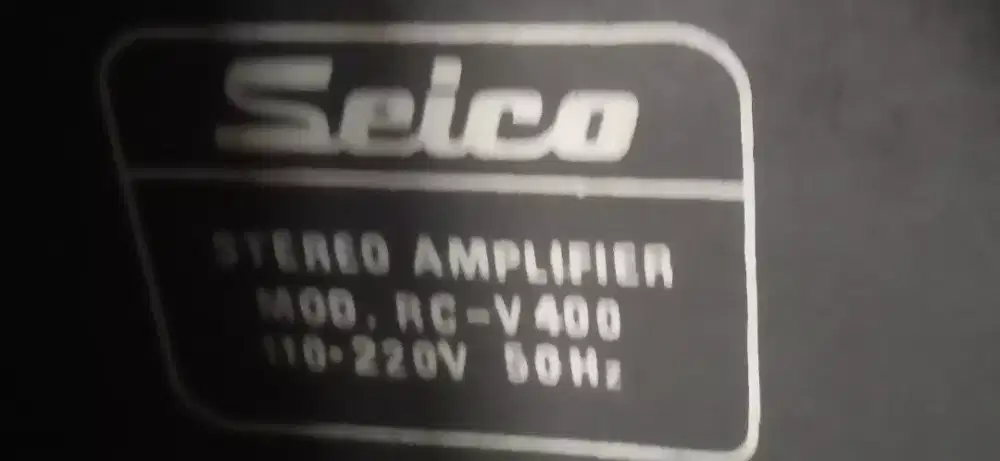 Seico
STEREO AMPLIFIER
MOD. RC-V400
110-220V 50Hz